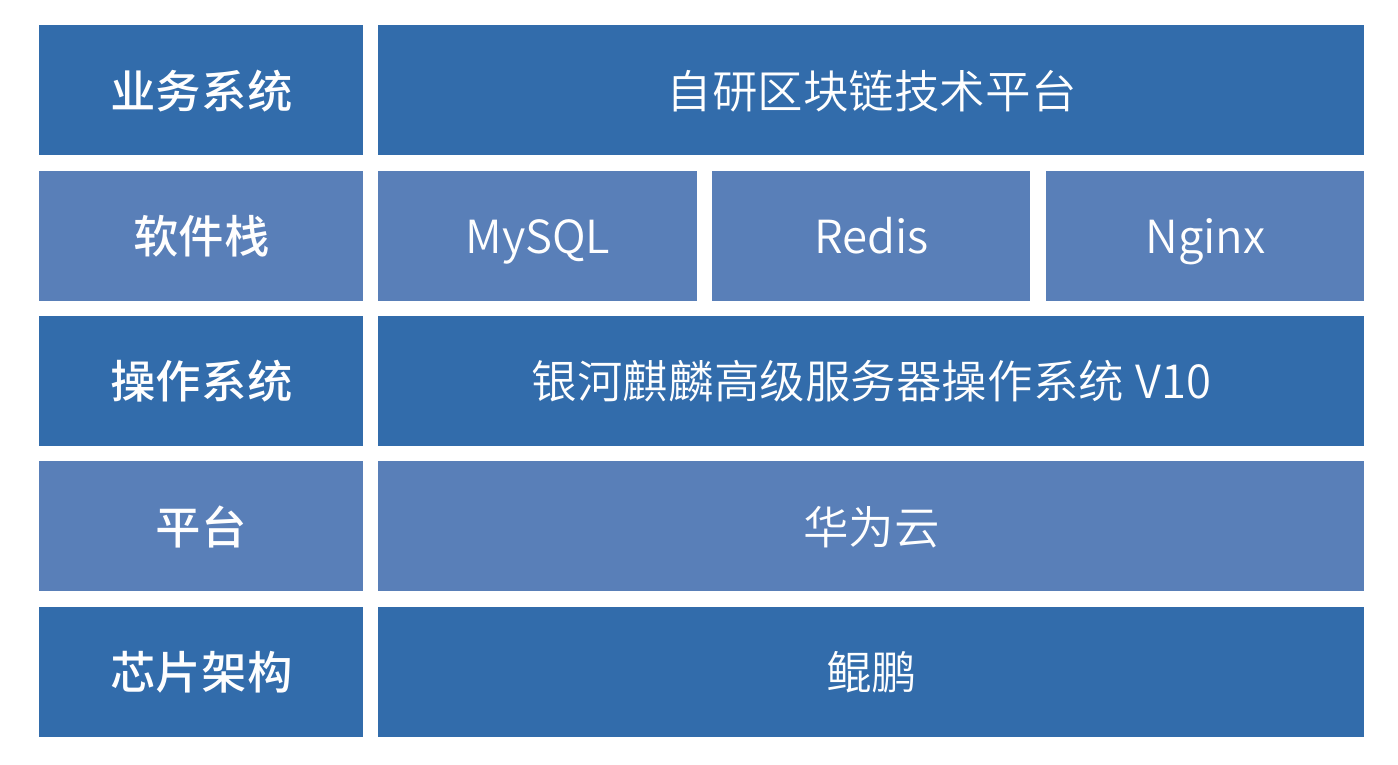 业务系统
自研区块链技术平台
软件栈
MySQL
Redis
Nginx
操作系统
银河麒麟高级服务器操作系统 V10
平台
华为云
芯片架构
鲲鹏